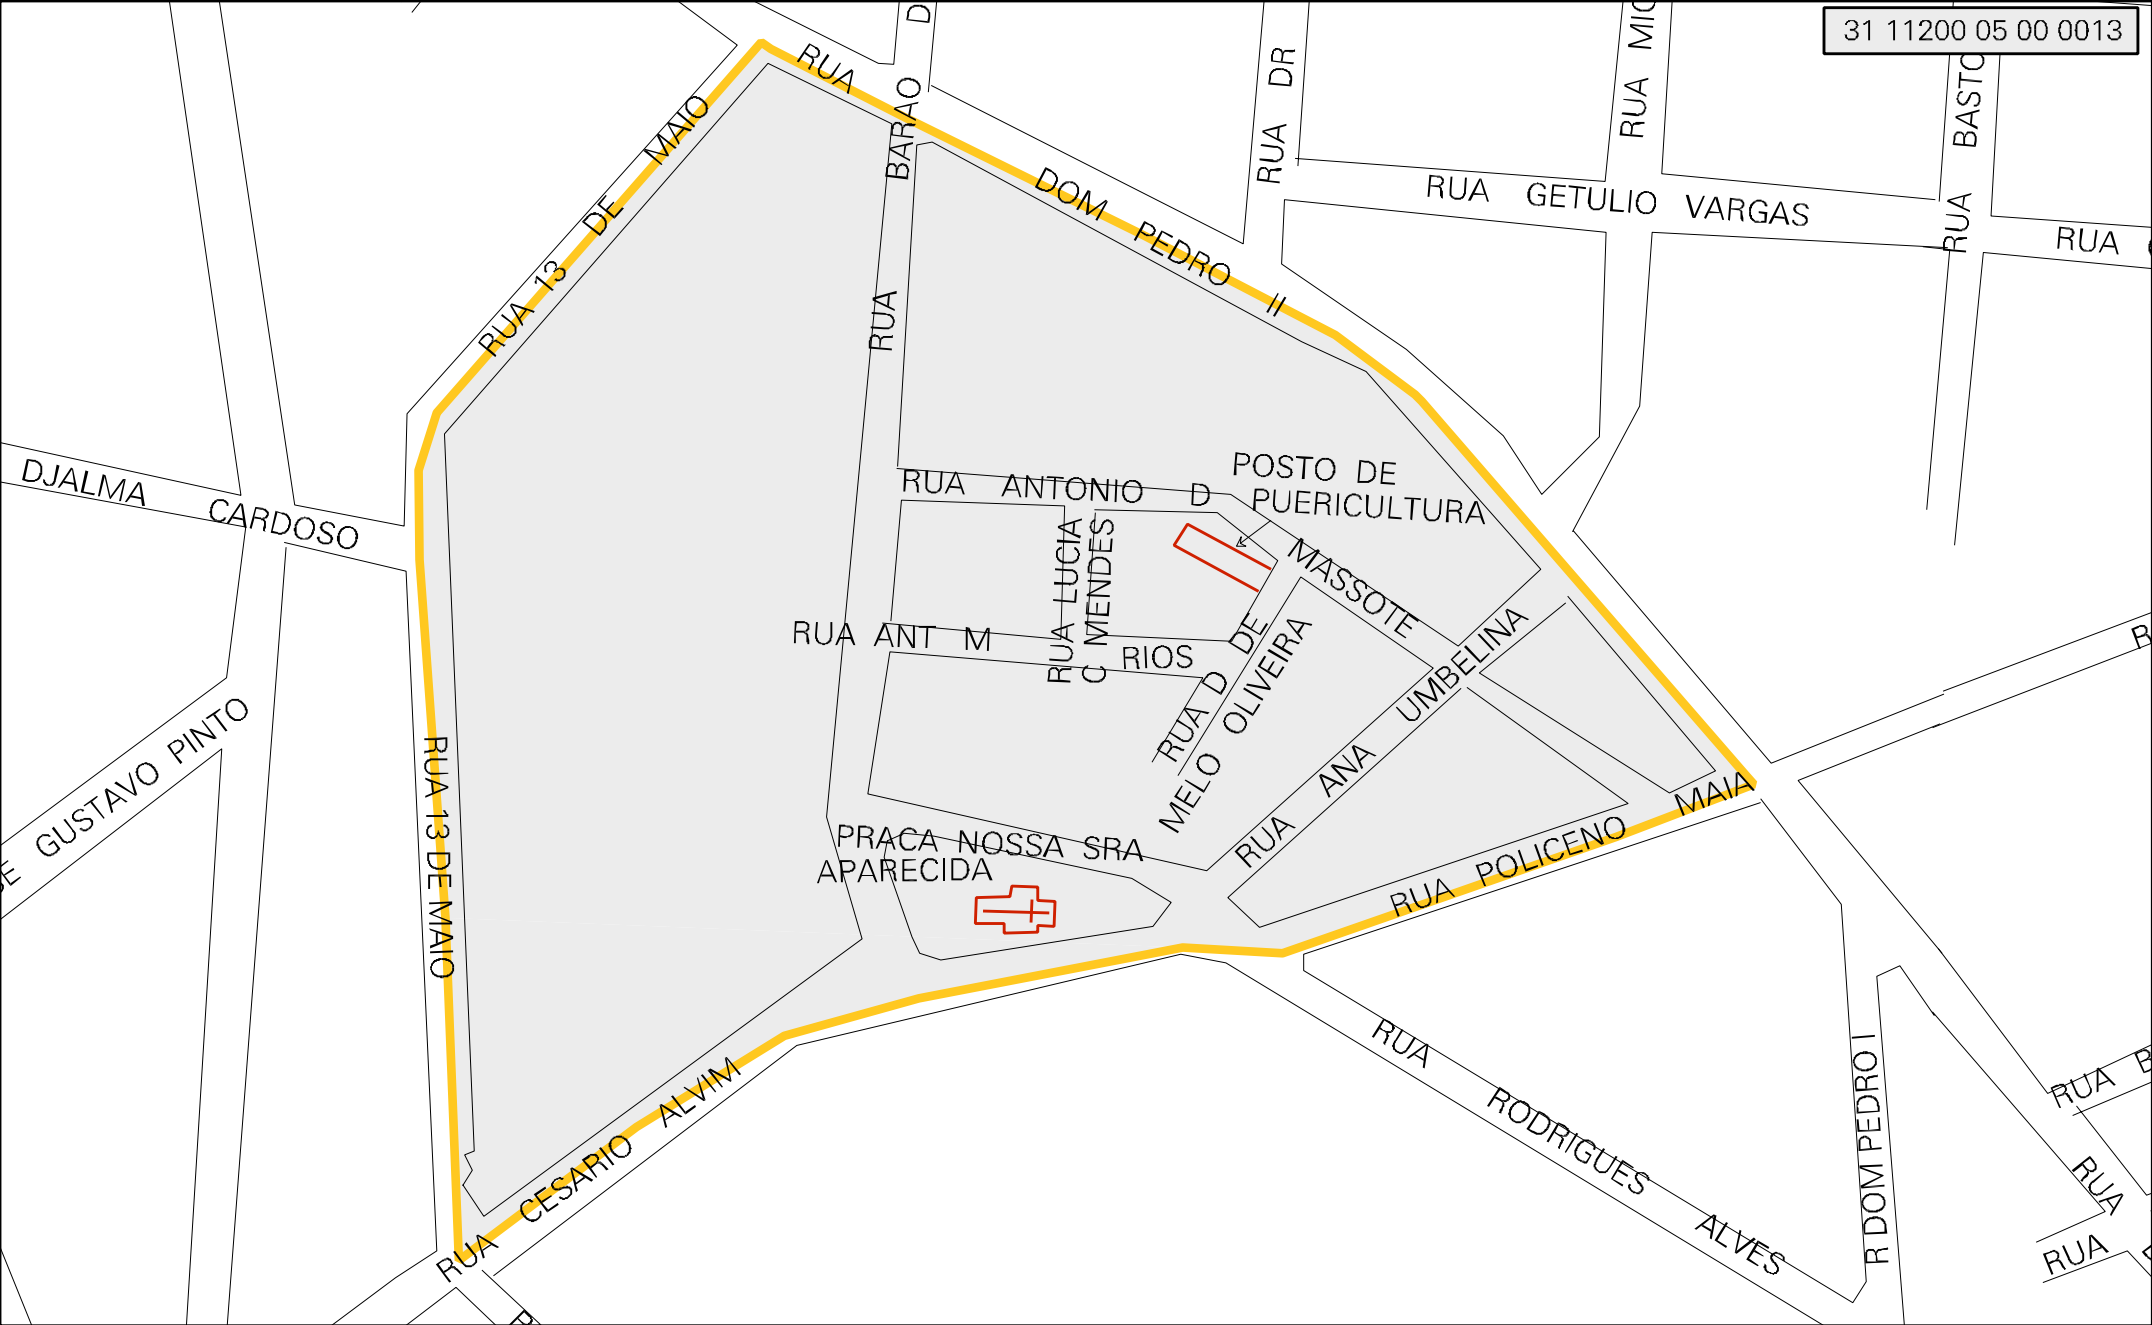 31 11200 05 00 0013
RUA DOM PEDRO II
RUA BARAO D
RUA DR
RUA MIC
RUA BASTO
RUA GETULIO VARGAS
RUA
RUA 13 DE MAIO
DJALMA CARDOSO
RUA ANTONIO D MASSOTE
POSTO DE
PUERICULTURA
RUA LUCIA
C MENDES
RUA ANT M RIOS
RUA D DE
MELO OLIVEIRA
RUA ANA UMBELINA
GUSTAVO PINTO
RUA 13 DE MAIO
PRACA NOSSA SRA
APARECIDA
RUA POLICENO MAIA
RUA CESARIO ALVIM
RUA RODRIGUES ALVES
R DOM PEDRO I
RUA B
RUA
RUA